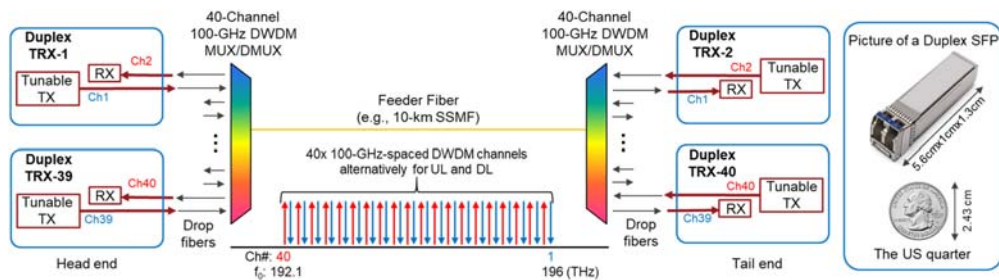 40-Channel
100-GHz DWDM
MUX/DMUX
40-Channel
100-GHz DWDM
MUX/DMUX
Duplex
TRX-1
RX
Ch2
Tunable
TX
Ch1
Duplex
TRX-39
RX
Ch40
Tunable
TX
Ch39
Head end
Drop
fibers
Feeder Fiber
(e.g., 10-km SSMF)
40x 100-GHz-spaced DWDM channels
alternatively for UL and DL
Ch#: 40 1
f₀: 192.1 196 (THz)
Duplex
TRX-2
Ch2
Tunable
TX
Ch1
RX
Duplex
TRX-40
Ch40
Tunable
TX
Ch39
RX
Drop
fibers
Tail end
Picture of a Duplex SFP
5.6cmx1cmx1.3cm
2.43 cm
The US quarter